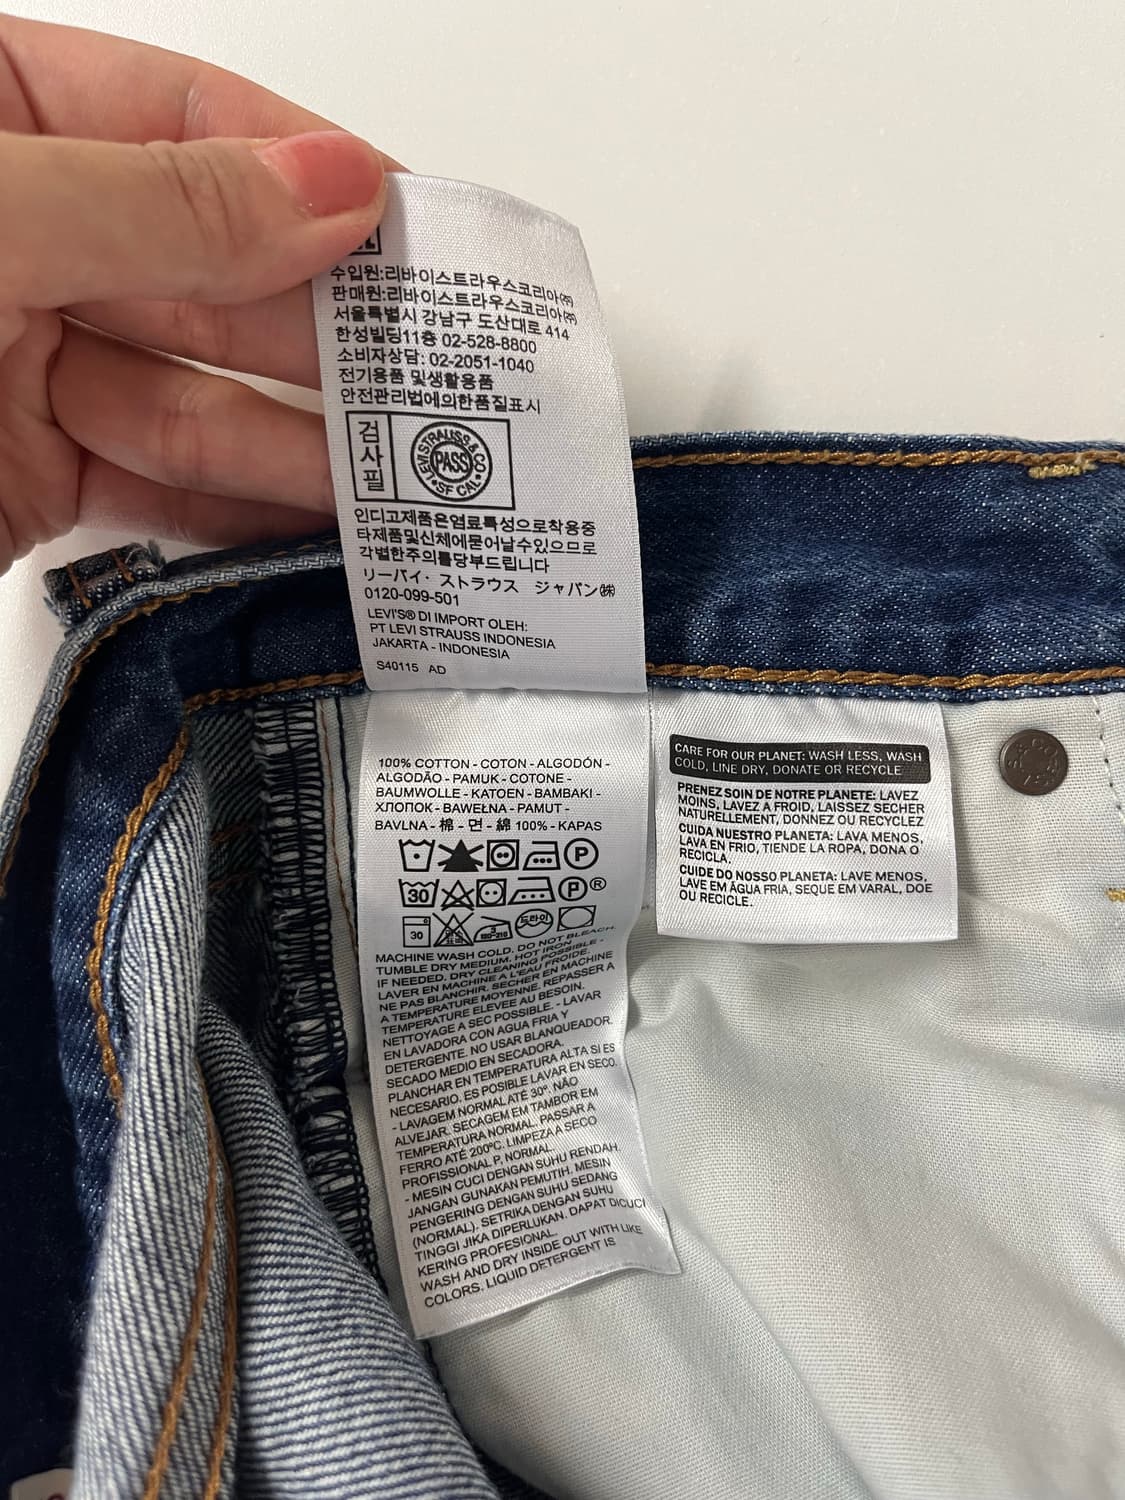 수입원:리바이스트라우스코리아㈜
판매원:리바이스트라우스코리아㈜
서울특별시 강남구 도산대로 414
한성빌딩11층 02-528-8800
소비자상담: 02-2051-1040
전기용품 및생활용품
안전관리법에의한품질표시
검사필
LEVI STRAUSS & CO
PASS
SF CAL
인디고제품은염료특성으로착용중
타제품및신체에묻어날수있으므로
각별한주의를당부드립니다
リーバイ・ストラウス ジャパン㈱
0120-099-501
LEVI'S® DI IMPORT OLEH:
PT LEVI STRAUSS INDONESIA
JAKARTA - INDONESIA
S40115 AD
100% COTTON - COTON - ALGODÓN -
ALGODÃO - PAMUK - COTONE -
BAUMWOLLE - KATOEN - BAMBAKI -
ХЛОПОК - BAWEŁNA - PAMUT -
BAVLNA - 棉 - 면 - 綿 100% - KAPAS
P
30 P®
30 드라이
MACHINE WASH COLD. DO NOT BLEACH.
TUMBLE DRY MEDIUM. HOT IRON
IF NEEDED. DRY CLEANING POSSIBLE -
LAVER EN MACHINE A L'EAU FROIDE.
NE PAS BLANCHIR. SECHER EN MACHINE
A TEMPERATURE MOYENNE. REPASSER A
TEMPERATURE ELEVEE AU BESOIN.
NETTOYAGE A SEC POSSIBLE. - LAVAR
EN LAVADORA CON AGUA FRIA Y
DETERGENTE. NO USAR BLANQUEADOR.
SECADO MEDIO EN SECADORA.
PLANCHAR EN TEMPERATURA ALTA SI ES
NECESARIO. ES POSIBLE LAVAR EN SECO.
- LAVAGEM NORMAL ATÉ 30º. NÃO
ALVEJAR. SECAGEM EM TAMBOR EM
TEMPERATURA NORMAL. PASSAR A
FERRO ATÉ 200ºC. LIMPEZA A SECO
PROFISSIONAL P, NORMAL.
- MESIN CUCI DENGAN SUHU RENDAH.
JANGAN GUNAKAN PEMUTIH. MESIN
PENGERING DENGAN SUHU SEDANG
(NORMAL). SETRIKA DENGAN SUHU
TINGGI JIKA DIPERLUKAN. DAPAT DICUCI
KERING PROFESIONAL.
WASH AND DRY INSIDE OUT WITH LIKE
COLORS. LIQUID DETERGENT IS
CARE FOR OUR PLANET: WASH LESS, WASH
COLD, LINE DRY, DONATE OR RECYCLE
PRENEZ SOIN DE NOTRE PLANETE: LAVEZ
MOINS, LAVEZ A FROID, LAISSEZ SECHER
NATURELLEMENT, DONNEZ OU RECYCLEZ
CUIDA NUESTRO PLANETA: LAVA MENOS,
LAVA EN FRIO, TIENDE LA ROPA, DONA O
RECICLA.
CUIDE DO NOSSO PLANETA: LAVE MENOS,
LAVE EM ÁGUA FRIA, SEQUE EM VARAL, DOE
OU RECICLE.